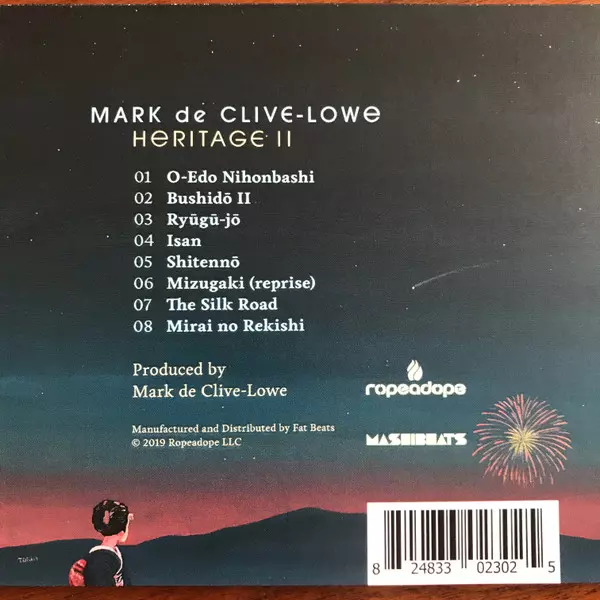 MARK de CLIVE-LOWe
HERITAGE II
01 O-Edo Nihonbashi
02 Bushidō II
03 Ryūgū-jō
04 Isan
05 Shitennō
06 Mizugaki (reprise)
07 The Silk Road
08 Mirai no Rekishi
Produced by
Mark de Clive-Lowe
ropeadope
Manufactured and Distributed by Fat Beats
© 2019 Ropeadope LLC
MASHIBEATS
8 24833 02302 5